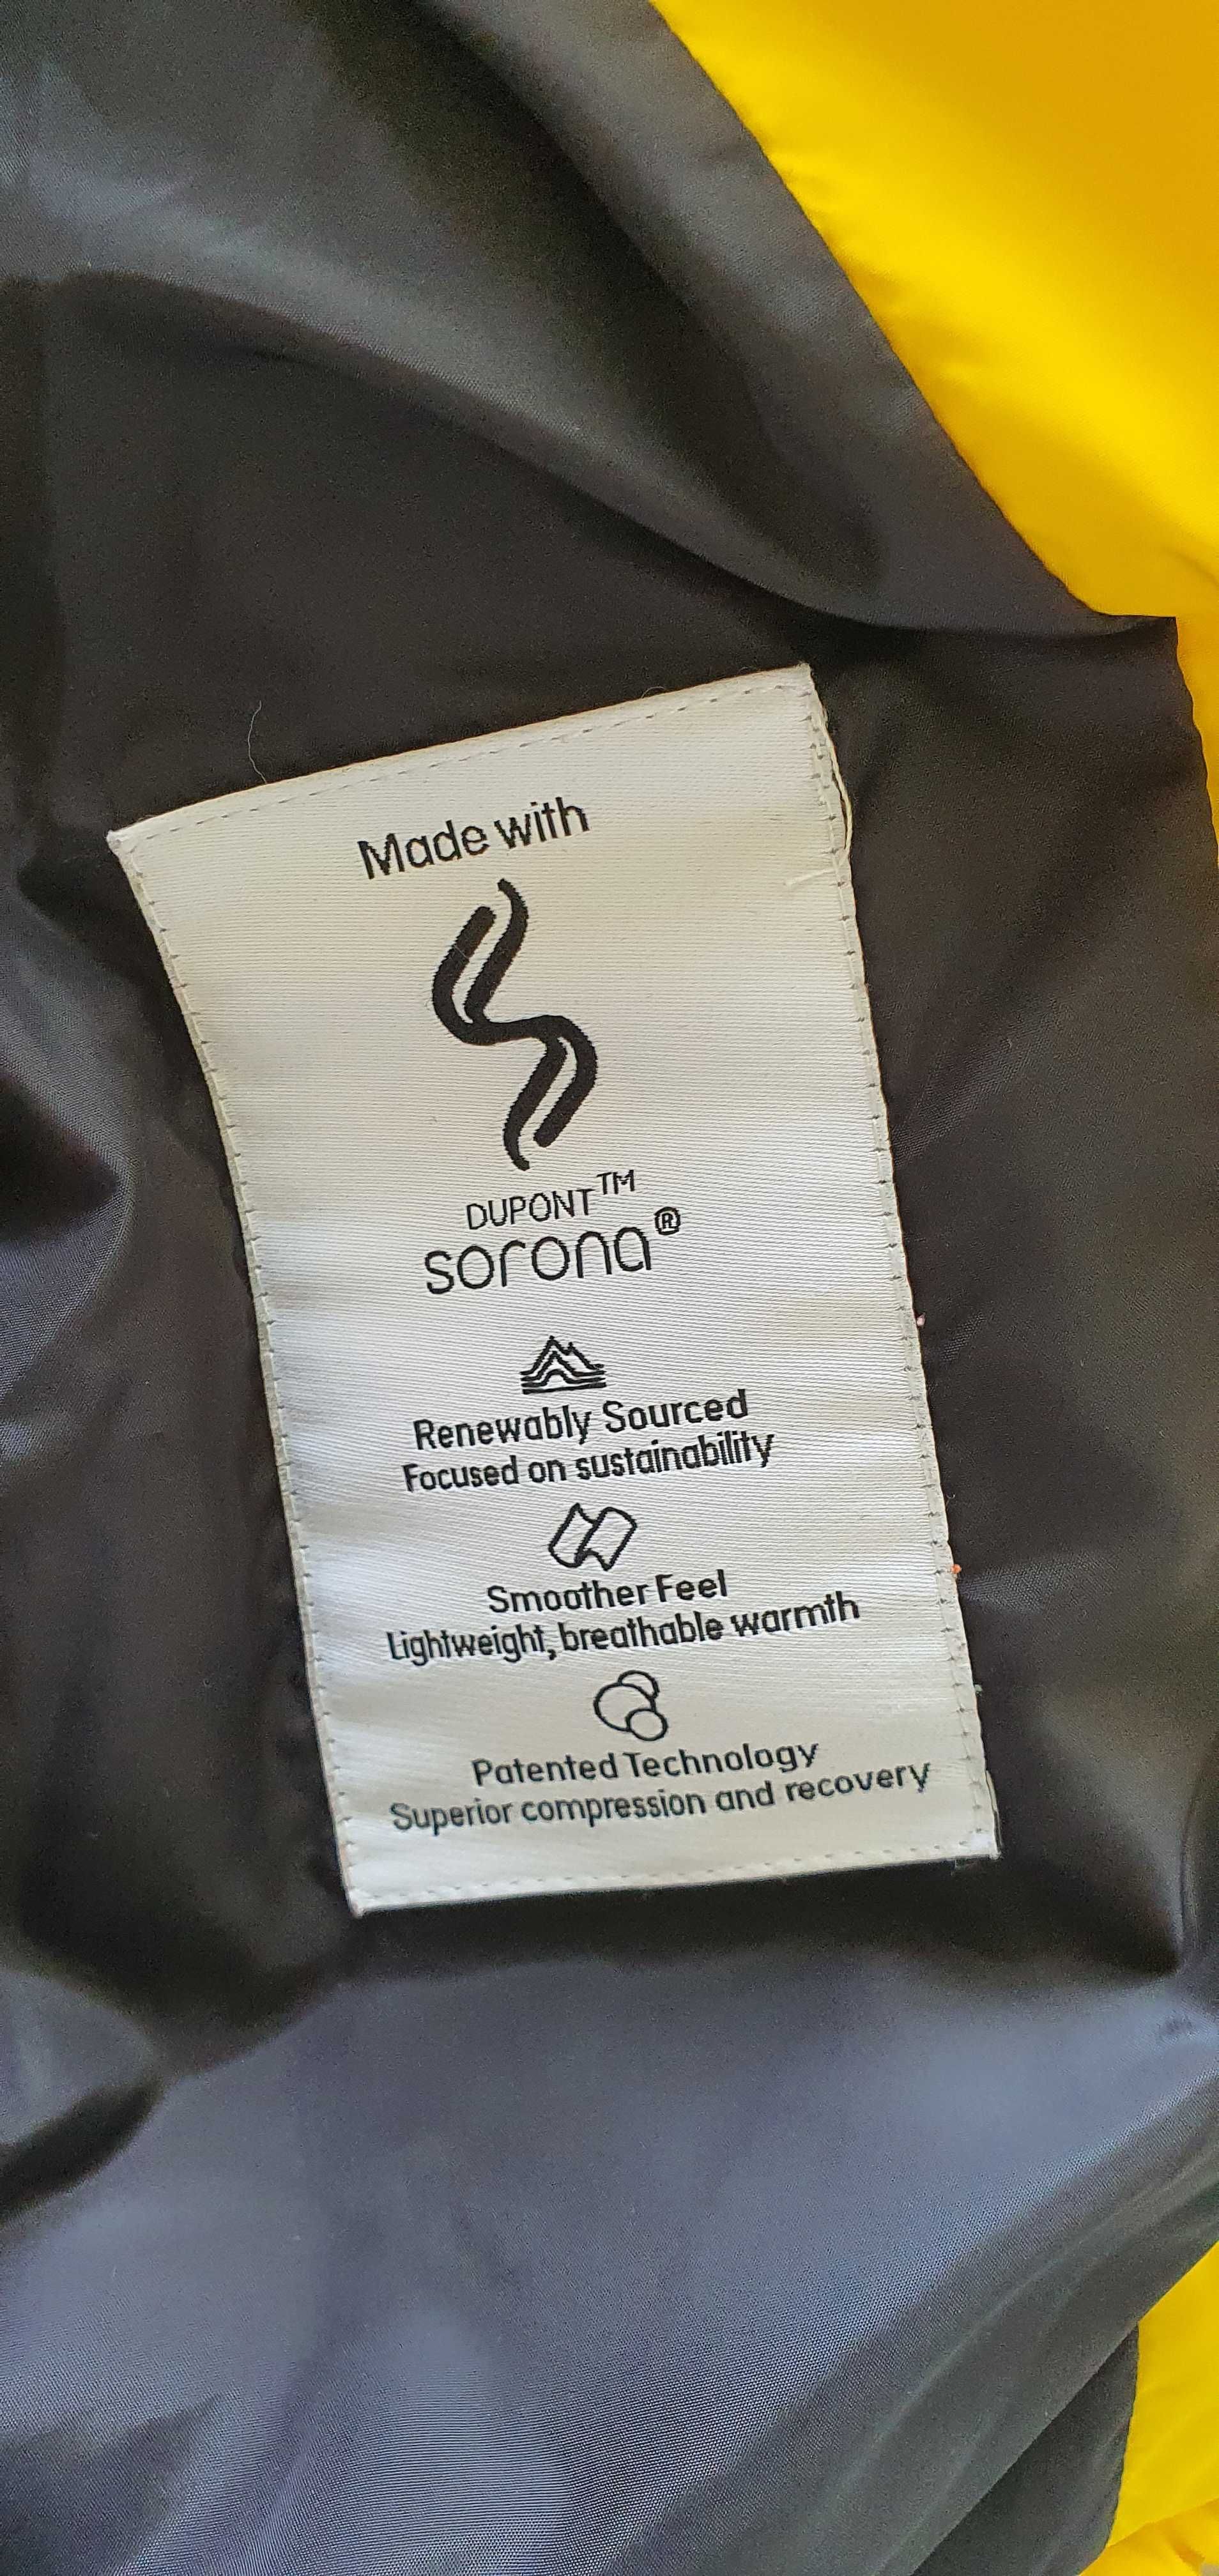 Made with
DUPONT™
sorona®
Renewably Sourced
Focused on sustainability
Smoother Feel
Lightweight, breathable warmth
Patented Technology
Superior compression and recovery